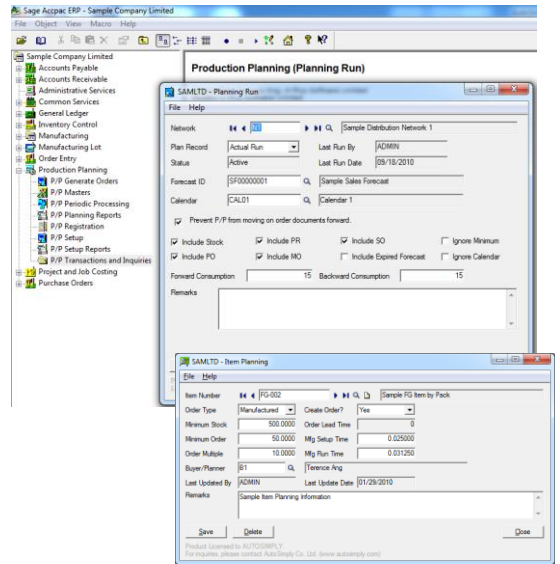 Sage Accpac ERP - Sample Company Limited
File Object View Macro Help
Sample Company Limited
Accounts Payable
Accounts Receivable
Administrative Services
Common Services
General Ledger
Inventory Control
Manufacturing
Manufacturing Lot
Order Entry
Production Planning
P/P Generate Orders
P/P Masters
P/P Periodic Processing
P/P Planning Reports
P/P Registration
P/P Setup
P/P Setup Reports
P/P Transactions and Inquiries
Project and Job Costing
Purchase Orders
Production Planning (Planning Run)
SAMLTD - Planning Run
File Help
Network N1 Sample Distribution Network 1
Plan Record Actual Run Last Run By ADMIN
Status Active Last Run Date 09/18/2010
Forecast ID SF00000001 Sample Sales Forecast
Calendar CAL01 Calendar 1
Prevent P/P from moving on order documents forward.
Include Stock Include PR Include SO Ignore Minimum
Include PO Include MO Include Expired Forecast Ignore Calendar
Forward Consumption 15 Backward Consumption 15
Remarks
SAMLTD - Item Planning
File Help
Item Number FG-002 Sample FG Item by Pack
Order Type Manufactured Create Order? Yes
Minimum Stock 500.0000 Order Lead Time 0
Minimum Order 50.0000 Mfg Setup Time 0.025000
Order Multiple 10.0000 Mfg Run Time 0.031250
Buyer/Planner B1 Terence Ang
Last Updated By ADMIN Last Update Date 01/29/2010
Remarks Sample Item Planning Information
Save Delete Close
Product Licensed to AUTOSIMPLY
For inquiries, please contact AutoSimply Co. Ltd. (www.autosimply.com)